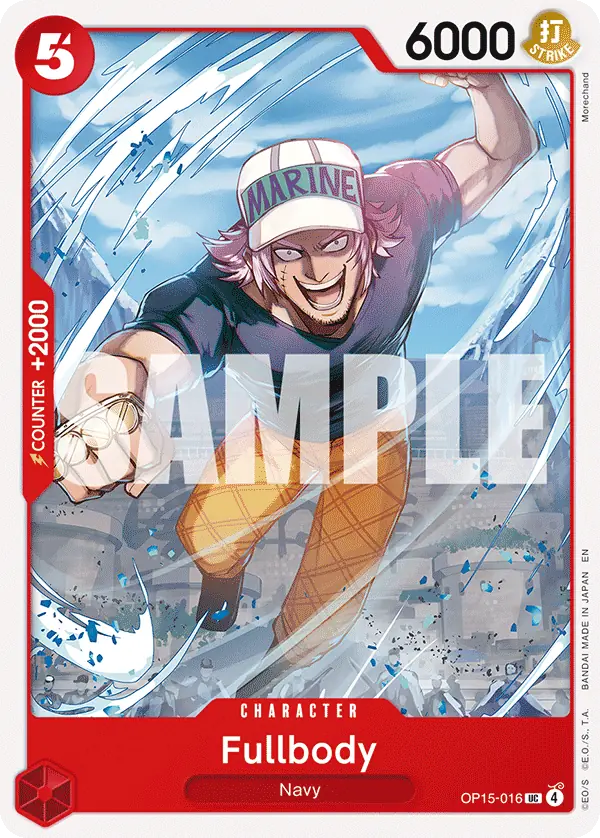 5
6000
打
STRIKE
Morechand
MARINE
COUNTER +2000
SAMPLE
BANDAI MADE IN JAPAN EN
©E/S ©E.O./S., T.A.
CHARACTER
Fullbody
Navy
OP15-016 UC 4